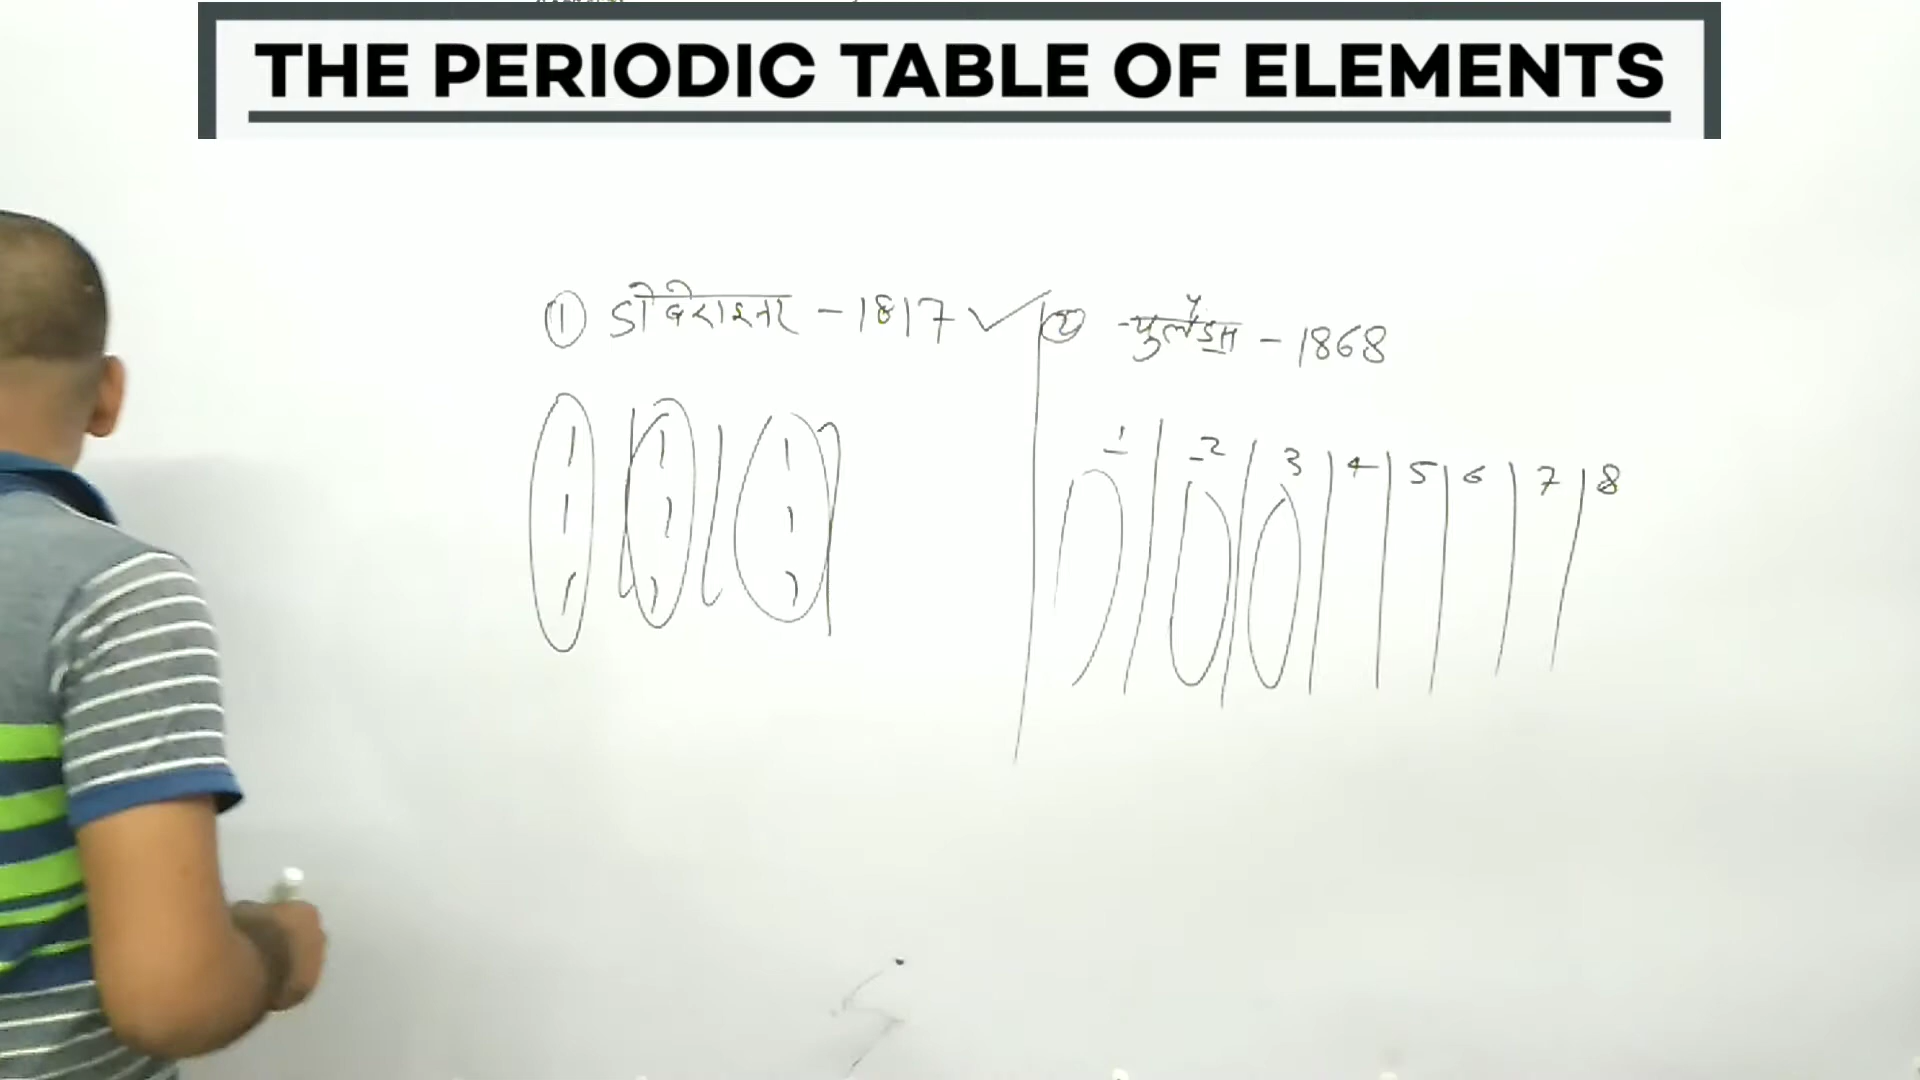 THE PERIODIC TABLE OF ELEMENTS
① डोबेराइनर - 1817 ✓
② न्युलैंड्स - 1868
1 2 3 4 5 6 7 8